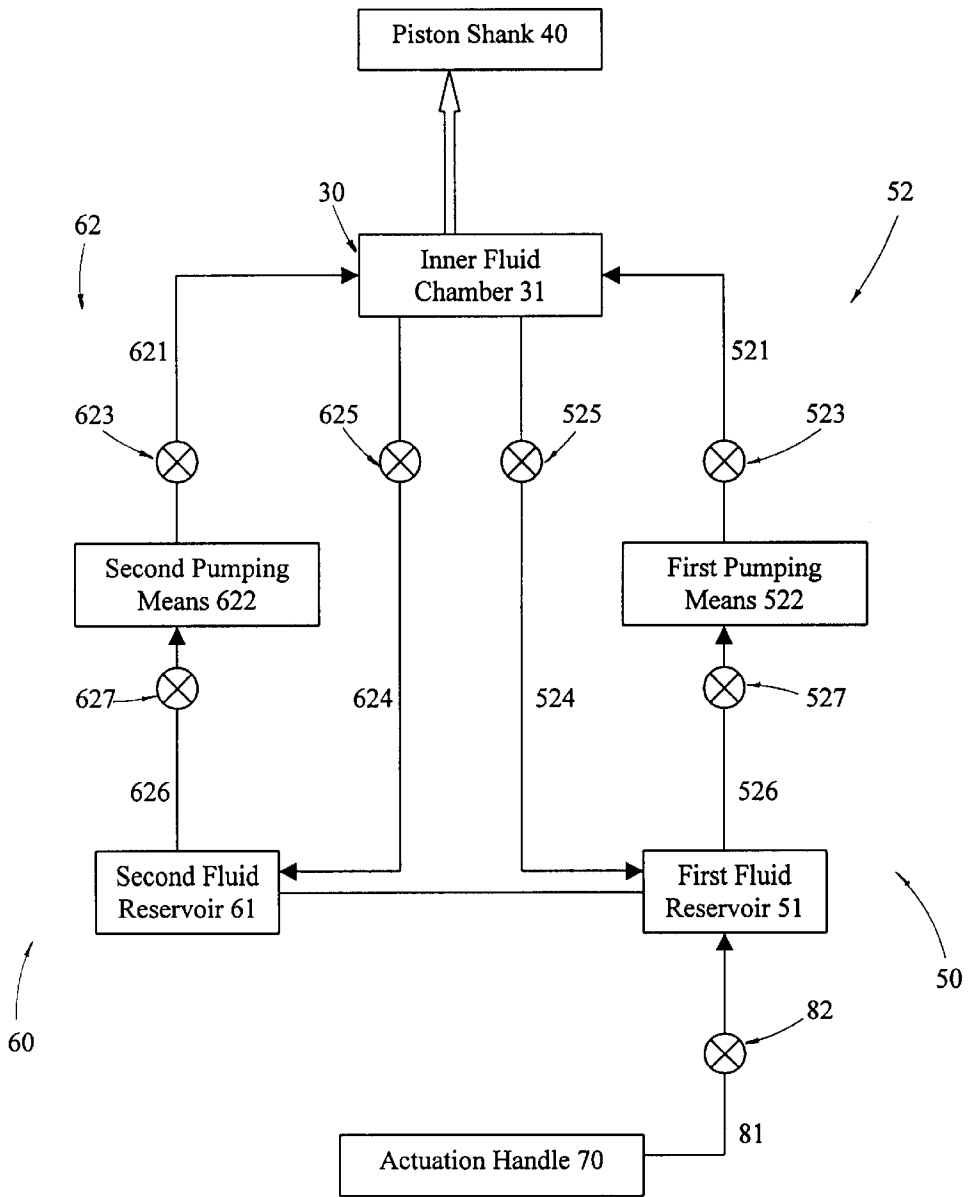 Piston Shank 40
30
52
62
Inner Fluid
Chamber 31
621
521
623
625
525
523
Second Pumping
Means 622
First Pumping
Means 522
627
624
524
527
626
526
Second Fluid
Reservoir 61
First Fluid
Reservoir 51
50
60
82
81
Actuation Handle 70